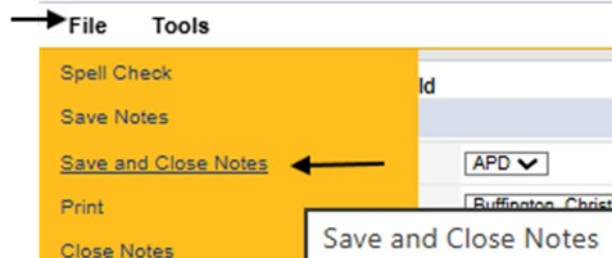 File Tools
Spell Check
ld
Save Notes
Save and Close Notes
APD
Print
Buffington, Christ
Save and Close Notes
Close Notes